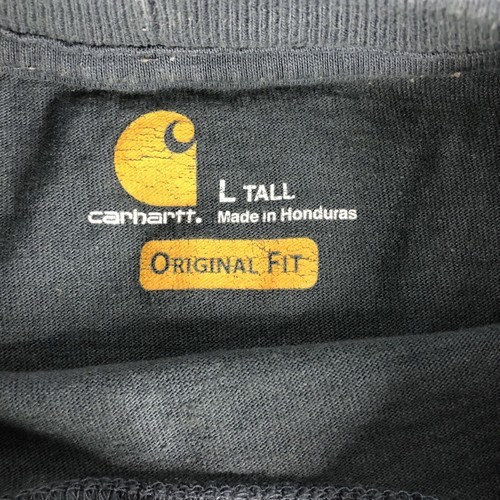 L TALL
carhartt. Made in Honduras
ORIGINAL FIT